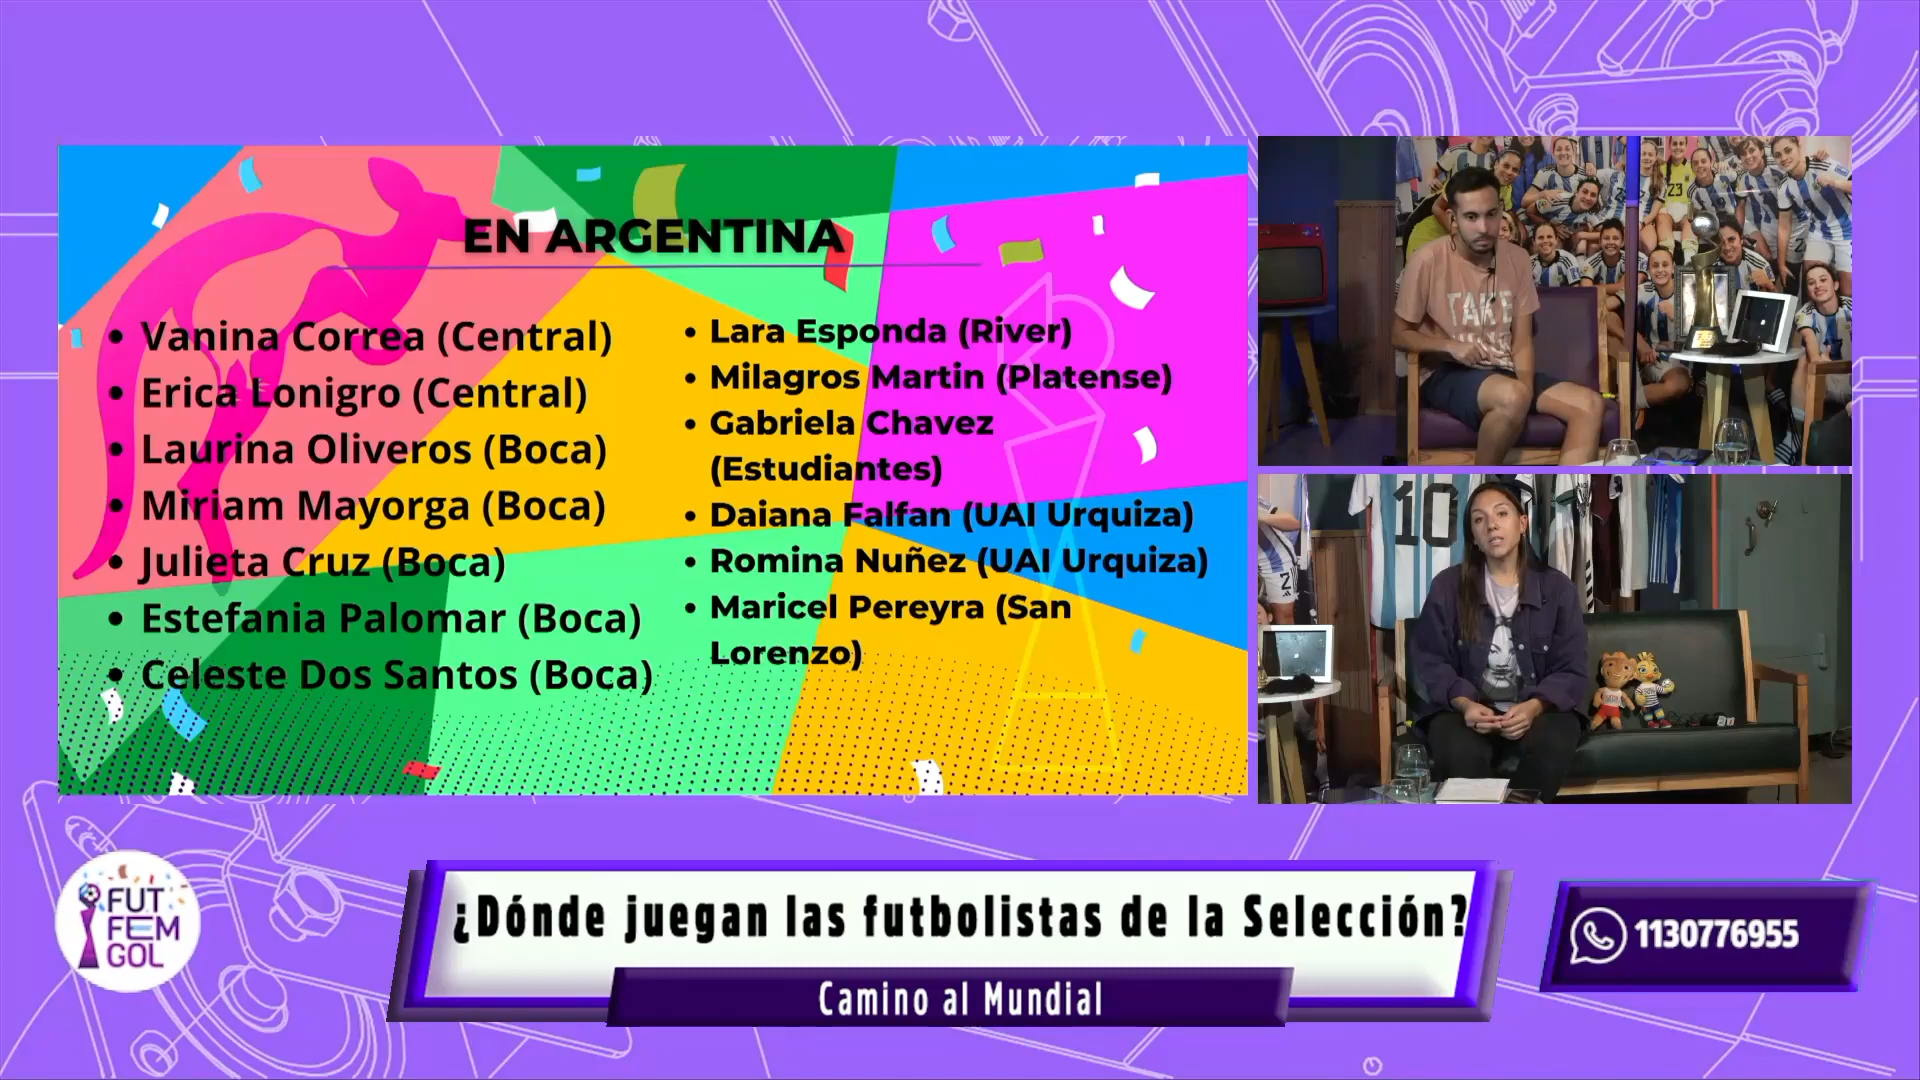 EN ARGENTINA
• Vanina Correa (Central)
• Erica Lonigro (Central)
• Laurina Oliveros (Boca)
• Miriam Mayorga (Boca)
• Julieta Cruz (Boca)
• Estefania Palomar (Boca)
• Celeste Dos Santos (Boca)
• Lara Esponda (River)
• Milagros Martin (Platense)
• Gabriela Chavez
(Estudiantes)
• Daiana Falfan (UAI Urquiza)
• Romina Nuñez (UAI Urquiza)
• Maricel Pereyra (San
Lorenzo)
23
2
TAKE
10
2
FUT
FEM
GOL
¿Dónde juegan las futbolistas de la Selección?
Camino al Mundial
1130776955